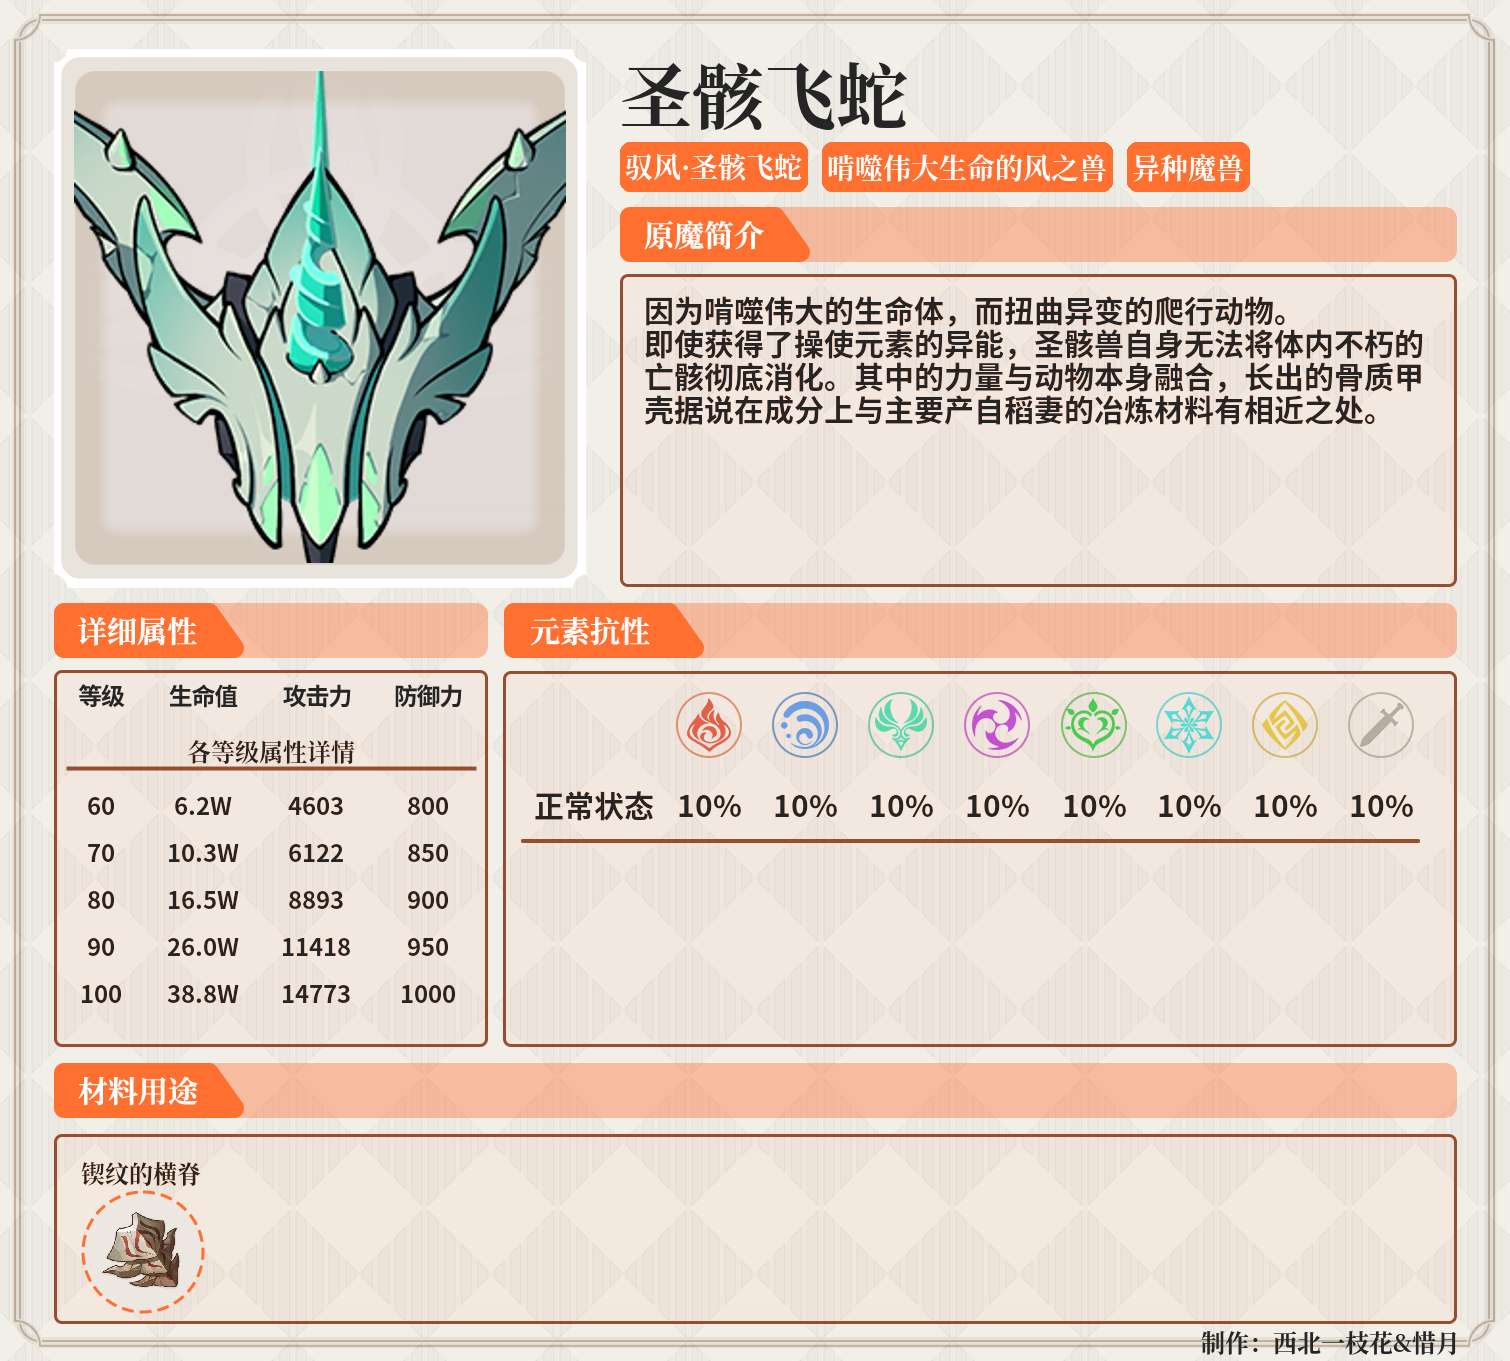 圣骸飞蛇
驭风·圣骸飞蛇 啃噬伟大生命的风之兽 异种魔兽
原魔简介
因为啃噬伟大的生命体，而扭曲异变的爬行动物。
即使获得了操使元素的异能，圣骸兽自身无法将体内不朽的
亡骸彻底消化。其中的力量与动物本身融合，长出的骨质甲
壳据说在成分上与主要产自稻妻的冶炼材料有相近之处。
详细属性
等级 生命值 攻击力 防御力
各等级属性详情
60 6.2W 4603 800
70 10.3W 6122 850
80 16.5W 8893 900
90 26.0W 11418 950
100 38.8W 14773 1000
元素抗性
正常状态 10% 10% 10% 10% 10% 10% 10% 10%
材料用途
锲纹的横脊
制作：西北一枝花&惜月